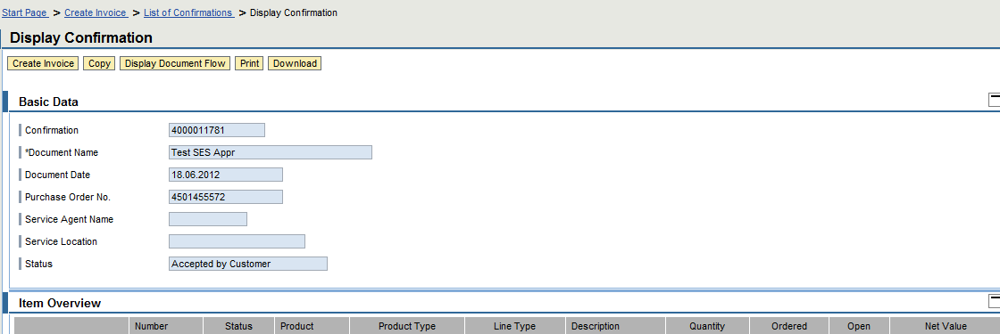 Start Page > Create Invoice > List of Confirmations > Display Confirmation
Display Confirmation
Create Invoice Copy Display Document Flow Print Download
Basic Data
Confirmation 4000011781
*Document Name Test SES Appr
Document Date 18.06.2012
Purchase Order No. 4501455572
Service Agent Name
Service Location
Status Accepted by Customer
Item Overview
Number Status Product Product Type Line Type Description Quantity Ordered Open Net Value